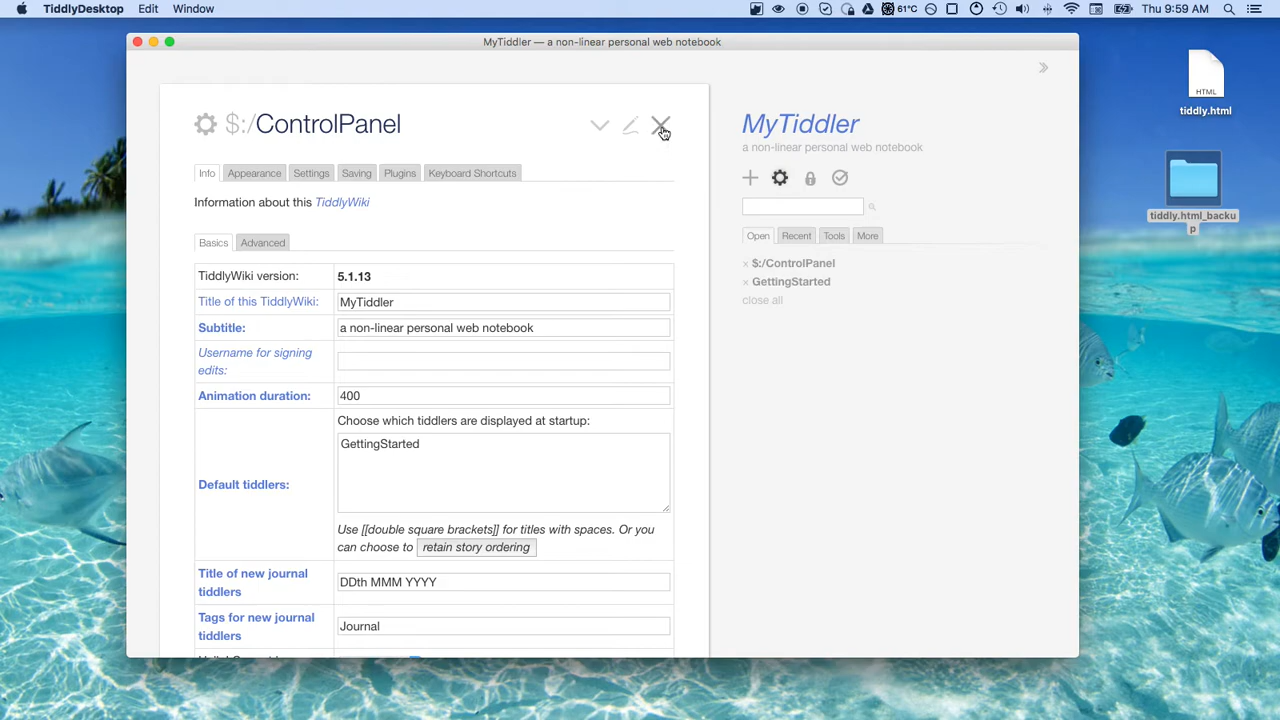 TiddlyDesktop Edit Window
61°C
Thu 9:59 AM
MyTiddler — a non-linear personal web notebook
HTML
tiddly.html
tiddly.html_backu
p
$:/ControlPanel
Info Appearance Settings Saving Plugins Keyboard Shortcuts
Information about this TiddlyWiki
Basics Advanced
TiddlyWiki version: 5.1.13
Title of this TiddlyWiki: MyTiddler
Subtitle: a non-linear personal web notebook
Username for signing
edits:
Animation duration: 400
Choose which tiddlers are displayed at startup:
GettingStarted
Default tiddlers:
Use [[double square brackets]] for titles with spaces. Or you
can choose to retain story ordering
Title of new journal
tiddlers
DDth MMM YYYY
Tags for new journal
tiddlers
Journal
MyTiddler
a non-linear personal web notebook
Open Recent Tools More
× $:/ControlPanel
× GettingStarted
close all